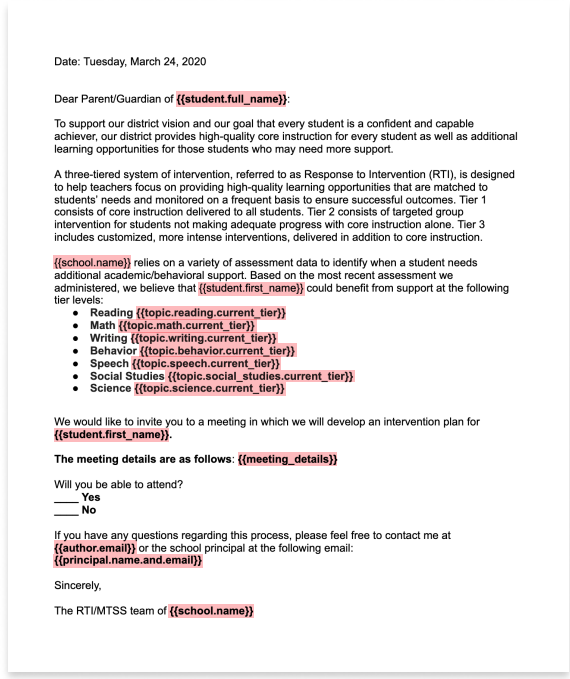 Date: Tuesday, March 24, 2020
Dear Parent/Guardian of {{student.full_name}}:
To support our district vision and our goal that every student is a confident and capable
achiever, our district provides high-quality core instruction for every student as well as additional
learning opportunities for those students who may need more support.
A three-tiered system of intervention, referred to as Response to Intervention (RTI), is designed
to help teachers focus on providing high-quality learning opportunities that are matched to
students' needs and monitored on a frequent basis to ensure successful outcomes. Tier 1
consists of core instruction delivered to all students. Tier 2 consists of targeted group
intervention for students not making adequate progress with core instruction alone. Tier 3
includes customized, more intense interventions, delivered in addition to core instruction.
{{school.name}} relies on a variety of assessment data to identify when a student needs
additional academic/behavioral support. Based on the most recent assessment we
administered, we believe that {{student.first_name}} could benefit from support at the following
tier levels:
● Reading {{topic.reading.current_tier}}
● Math {{topic.math.current_tier}}
● Writing {{topic.writing.current_tier}}
● Behavior {{topic.behavior.current_tier}}
● Speech {{topic.speech.current_tier}}
● Social Studies {{topic.social_studies.current_tier}}
● Science {{topic.science.current_tier}}
We would like to invite you to a meeting in which we will develop an intervention plan for
{{student.first_name}}.
The meeting details are as follows: {{meeting_details}}
Will you be able to attend?
____ Yes
____ No
If you have any questions regarding this process, please feel free to contact me at
{{author.email}} or the school principal at the following email:
{{principal.name.and.email}}
Sincerely,
The RTI/MTSS team of {{school.name}}